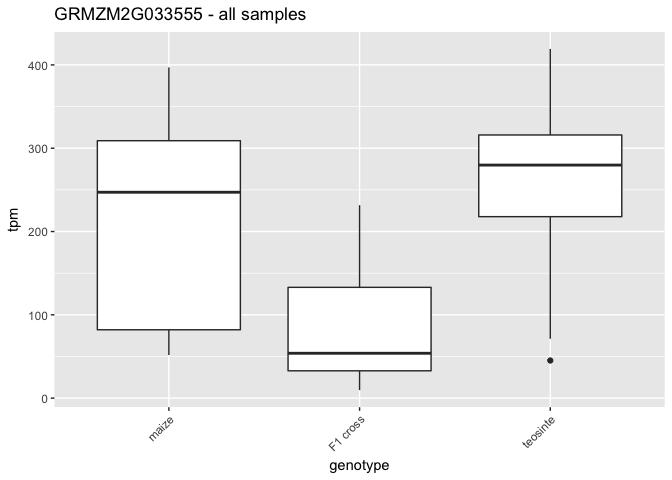 GRMZM2G033555 - all samples
400
300
200
100
0
tpm
maize
F1 cross
teosinte
genotype